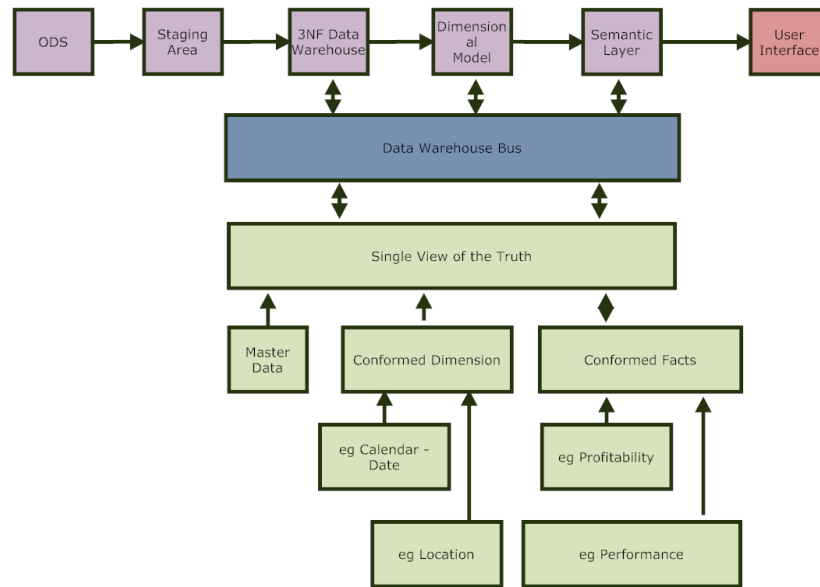 ODS
Staging
Area
3NF Data
Warehouse
Dimension
al
Model
Semantic
Layer
User
Interface
Data Warehouse Bus
Single View of the Truth
Master
Data
Conformed Dimension
Conformed Facts
eg Calendar -
Date
eg Profitability
eg Location
eg Performance